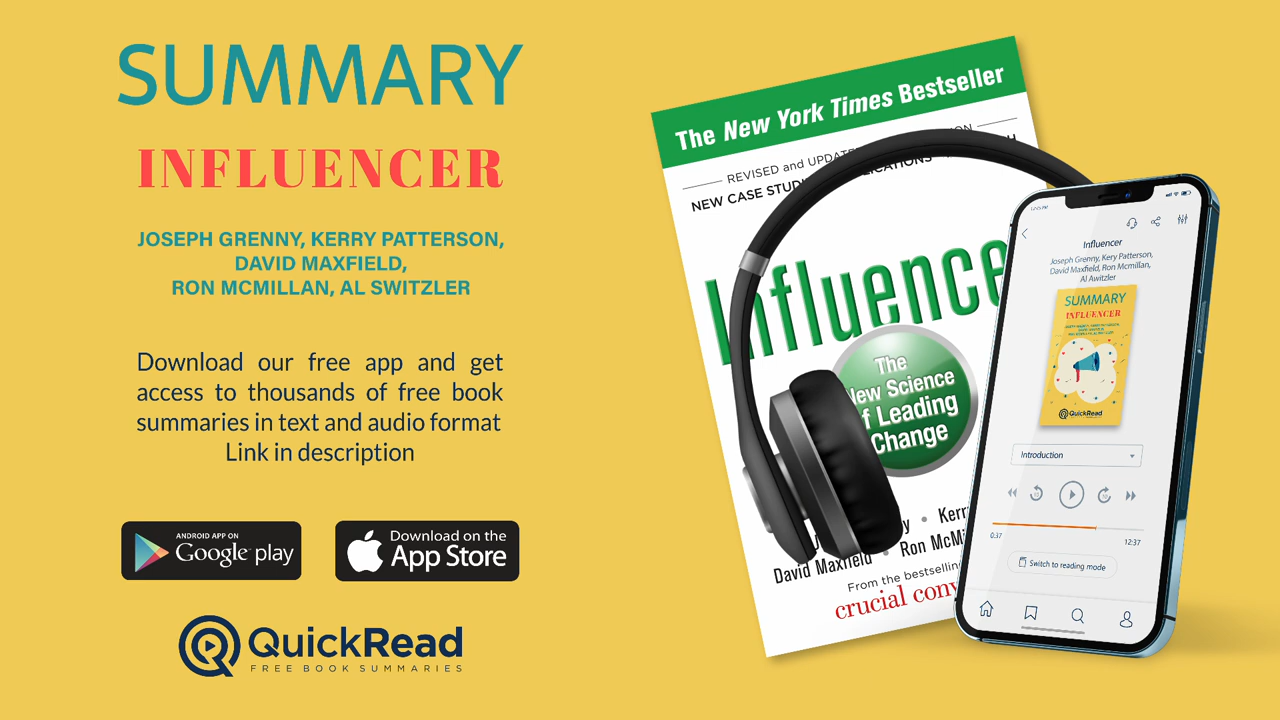 SUMMARY
INFLUENCER
JOSEPH GRENNY, KERRY PATTERSON,
DAVID MAXFIELD,
RON MCMILLAN, AL SWITZLER
Download our free app and get
access to thousands of free book
summaries in text and audio format
Link in description
ANDROID APP ON
Google play
Download on the
App Store
QuickRead
FREE BOOK SUMMARIES
The New York Times Bestseller
REVISED and
NEW CASE
Influence
The
New Science
of Leading
Change
David Maxfield
Ron
From the bestselling
crucial
Influencer
Joseph Grenny, Kery Patterson,
David Maxfield, Ron Mcmillan,
Al Awitzler
SUMMARY
INFLUENCER
QuickRead
Introduction
0:37
12:37
Switch to reading mode